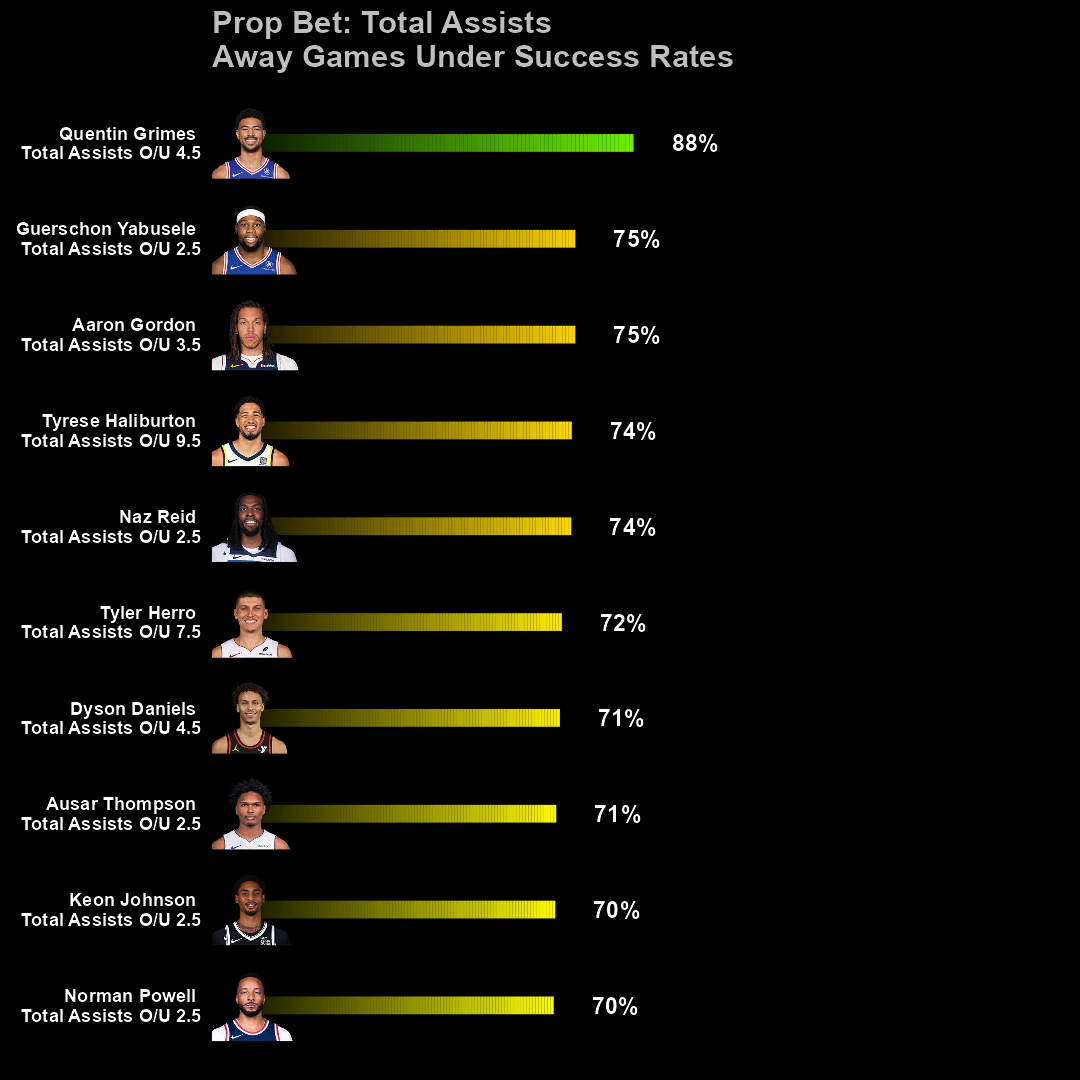 Prop Bet: Total Assists
Away Games Under Success Rates
Quentin Grimes
Total Assists O/U 4.5
88%
Guerschon Yabusele
Total Assists O/U 2.5
75%
Aaron Gordon
Total Assists O/U 3.5
75%
Tyrese Haliburton
Total Assists O/U 9.5
74%
Naz Reid
Total Assists O/U 2.5
74%
Tyler Herro
Total Assists O/U 7.5
72%
Dyson Daniels
Total Assists O/U 4.5
71%
Ausar Thompson
Total Assists O/U 2.5
71%
Keon Johnson
Total Assists O/U 2.5
70%
Norman Powell
Total Assists O/U 2.5
70%